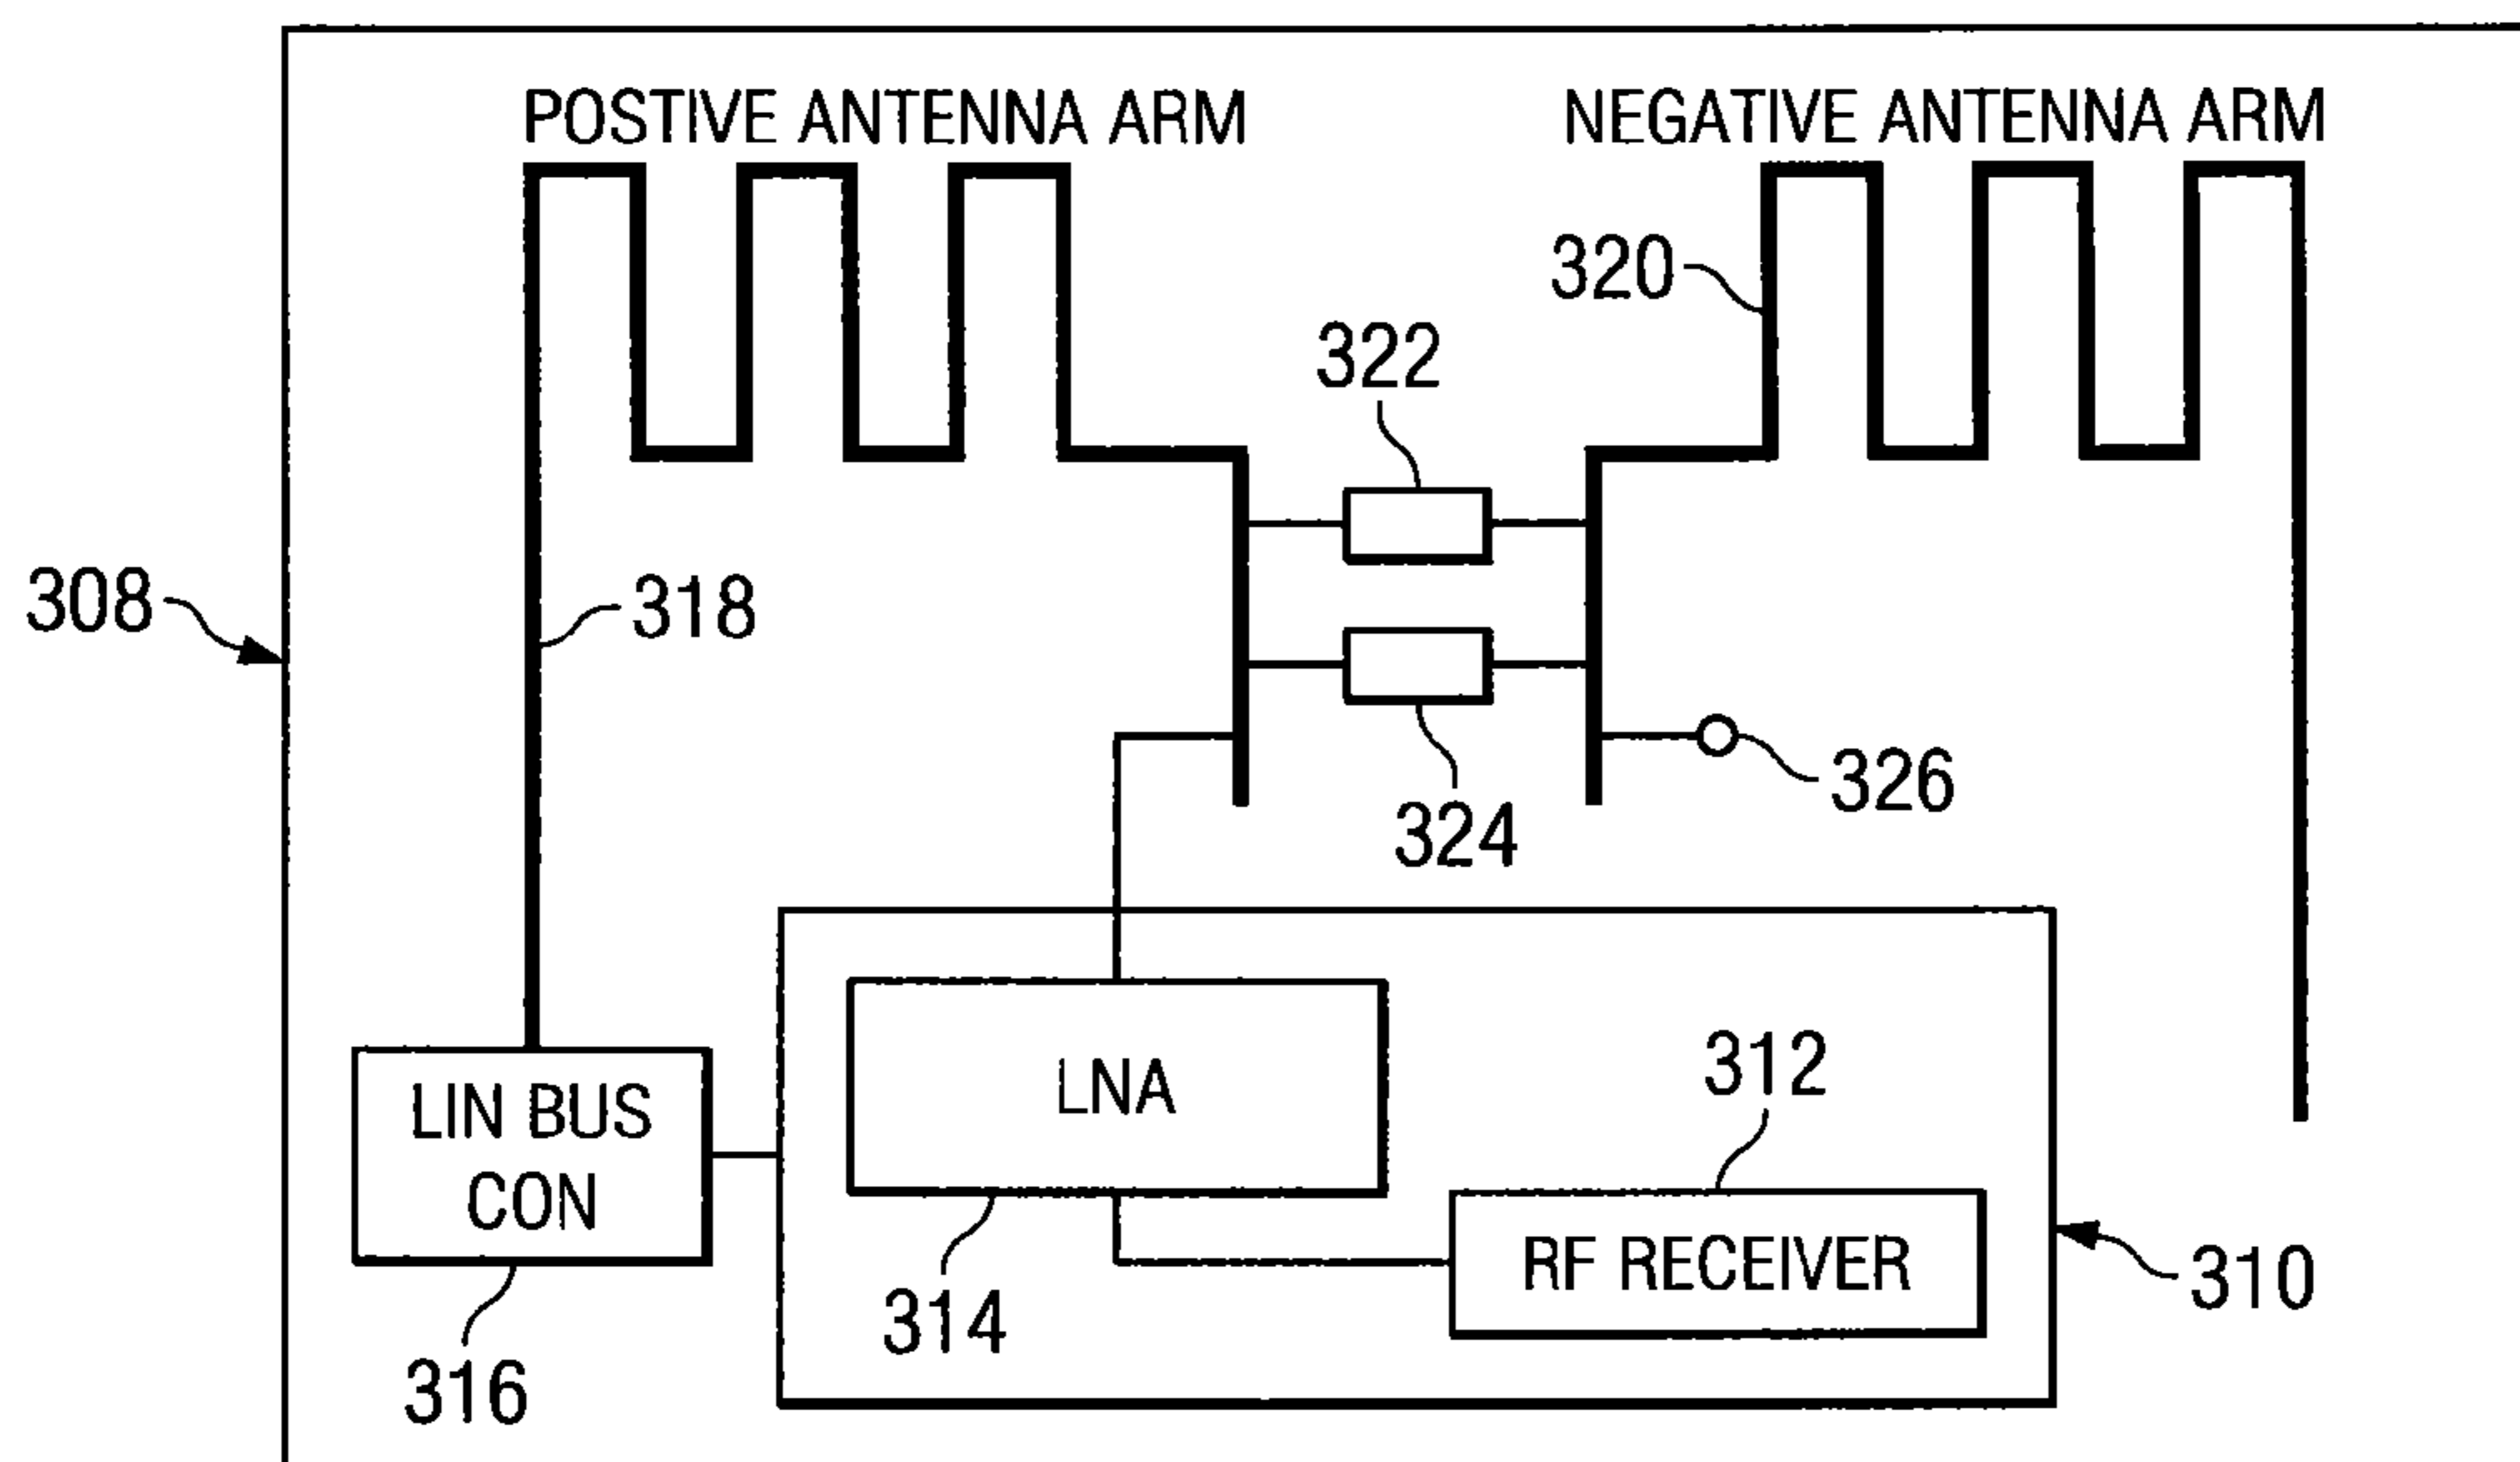 POSTIVE ANTENNA ARM
NEGATIVE ANTENNA ARM
320
322
308
318
326
324
LNA
312
LIN BUS
CON
RF RECEIVER
310
314
316